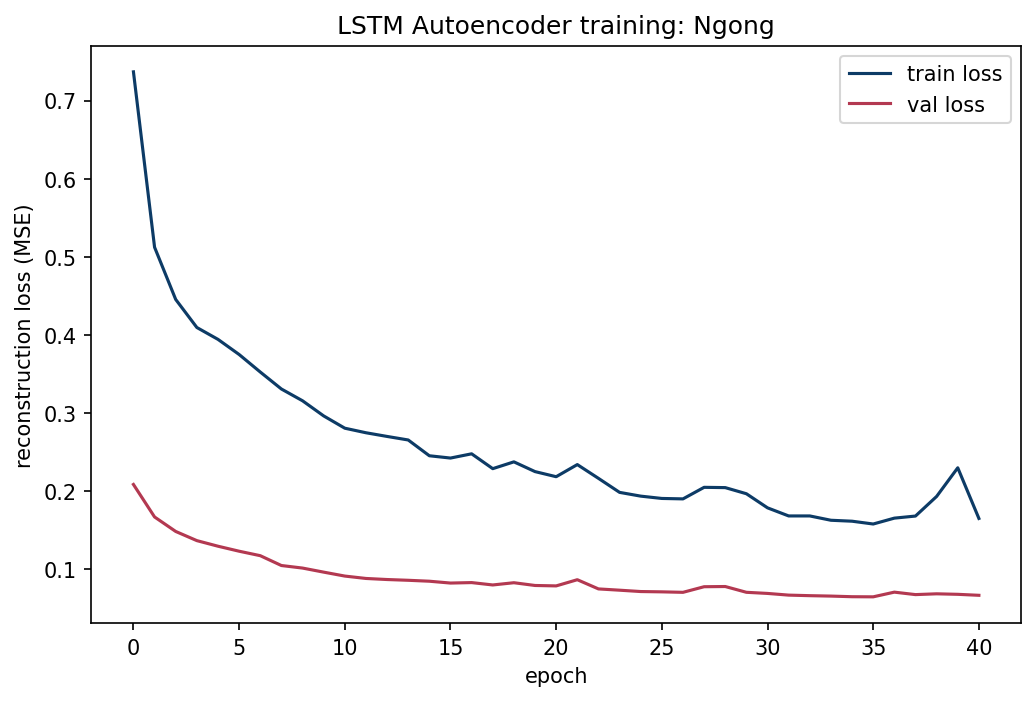 LSTM Autoencoder training: Ngong
train loss
val loss
reconstruction loss (MSE)
0.7
0.6
0.5
0.4
0.3
0.2
0.1
0 5 10 15 20 25 30 35 40
epoch